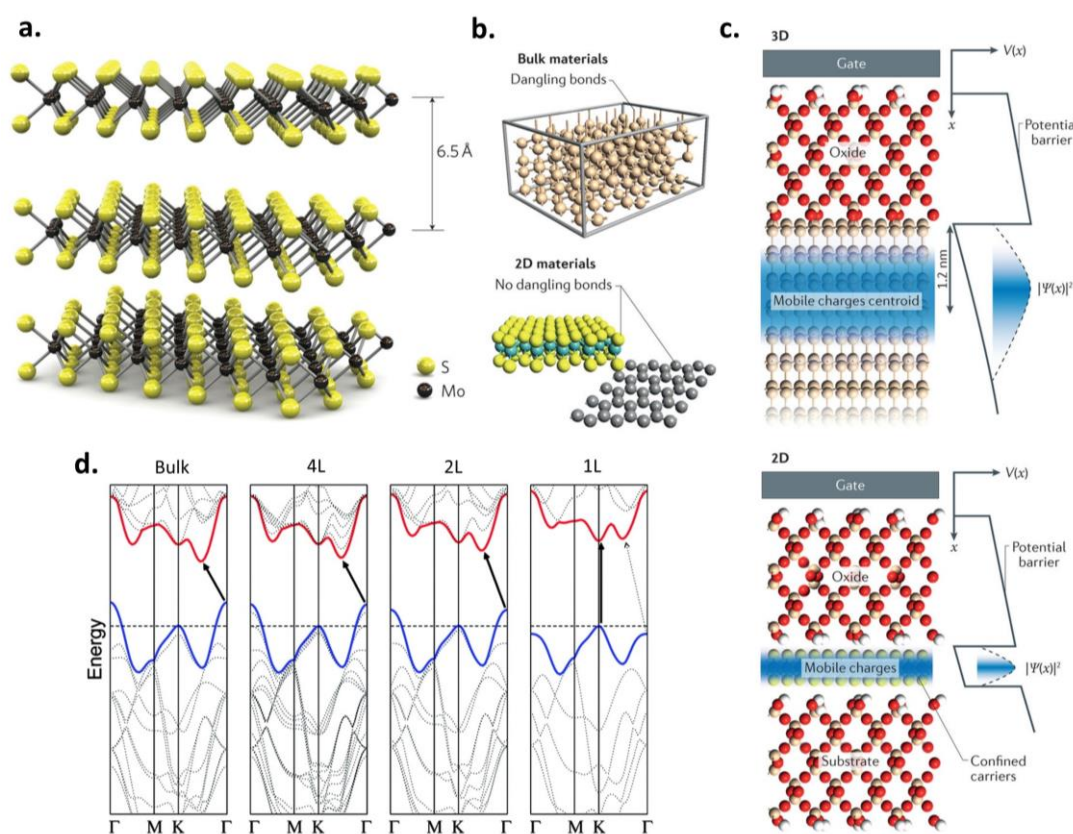 a.
6.5 Å
S
Mo
b.
Bulk materials
Dangling bonds
2D materials
No dangling bonds
c.
3D
Gate
V(x)
x
Oxide
Potential
barrier
1.2 nm
Mobile charges centroid
|Ψ(x)|²
2D
Gate
V(x)
x
Oxide
Potential
barrier
Mobile charges
|Ψ(x)|²
Substrate
Confined
carriers
d.
Bulk
4L
2L
1L
Energy
Γ M K Γ
Γ M K Γ
Γ M K Γ
Γ M K Γ